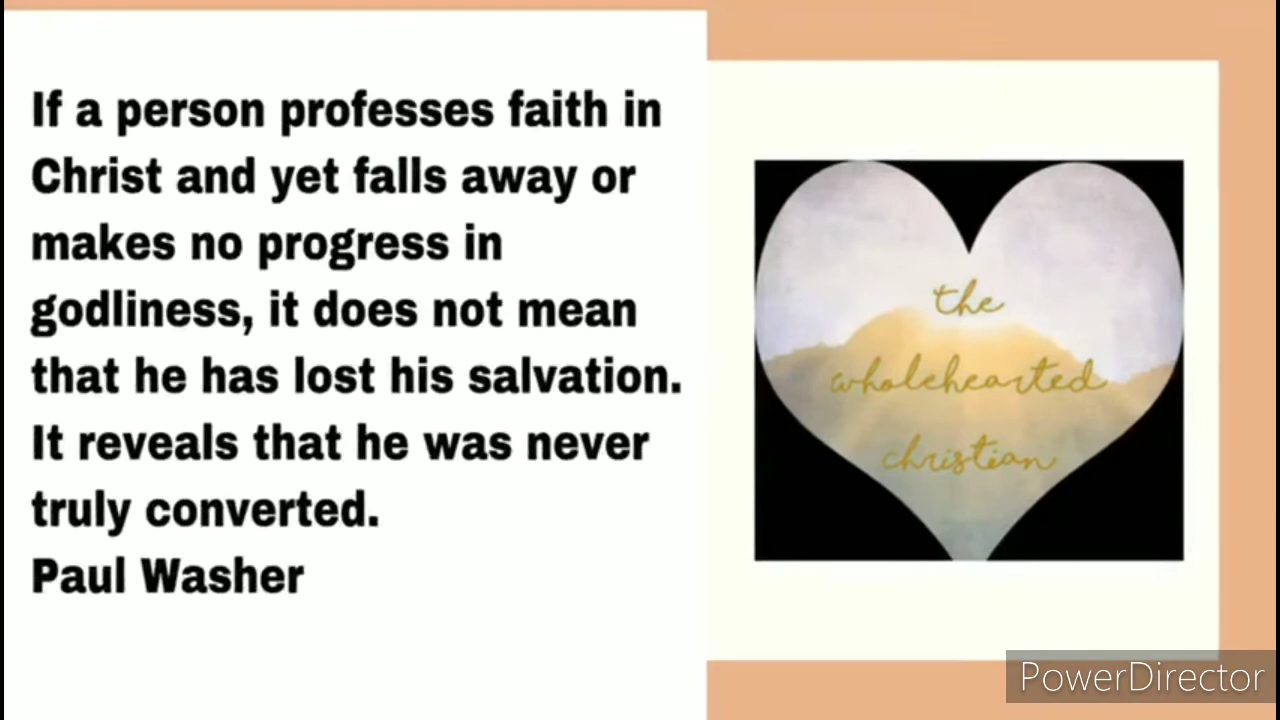 If a person professes faith in
Christ and yet falls away or
makes no progress in
godliness, it does not mean
that he has lost his salvation.
It reveals that he was never
truly converted.
Paul Washer
the
wholehearted
christian
PowerDirector